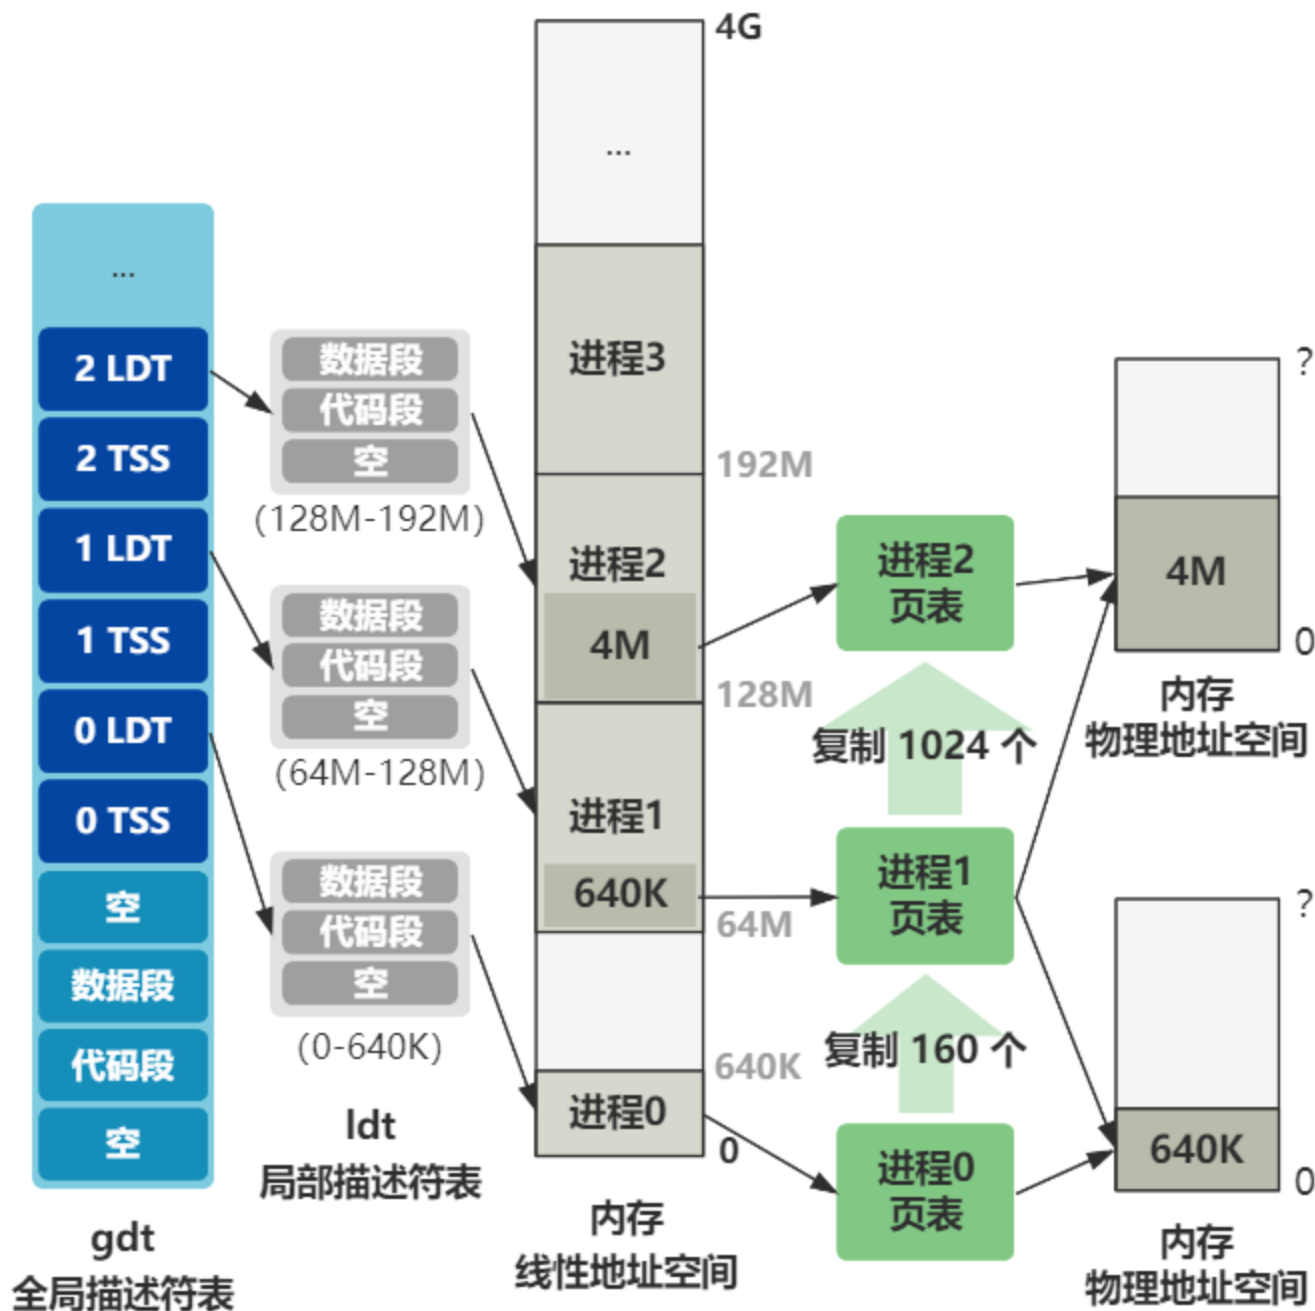 ...
2 LDT
2 TSS
1 LDT
1 TSS
0 LDT
0 TSS
空
数据段
代码段
空
gdt
全局描述符表
数据段
代码段
空
(128M-192M)
数据段
代码段
空
(64M-128M)
数据段
代码段
空
(0-640K)
ldt
局部描述符表
4G
...
进程3
192M
进程2
4M
128M
进程1
640K
64M
640K
进程0
0
内存
线性地址空间
进程2
页表
复制 1024 个
进程1
页表
复制 160 个
进程0
页表
?
4M
0
内存
物理地址空间
?
640K
0
内存
物理地址空间